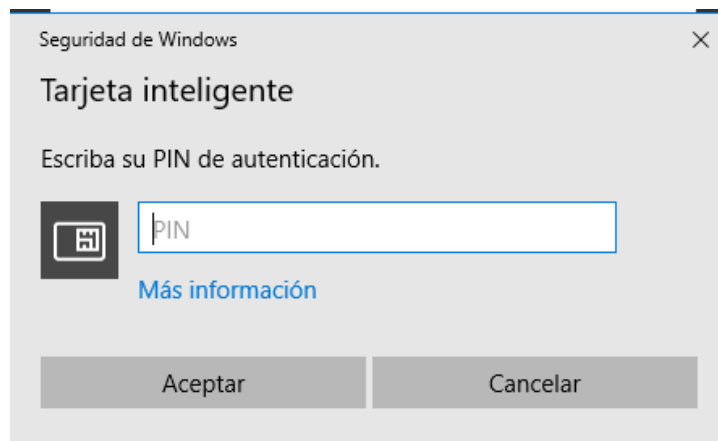 Seguridad de Windows
Tarjeta inteligente
Escriba su PIN de autenticación.
PIN
Más información
Aceptar
Cancelar